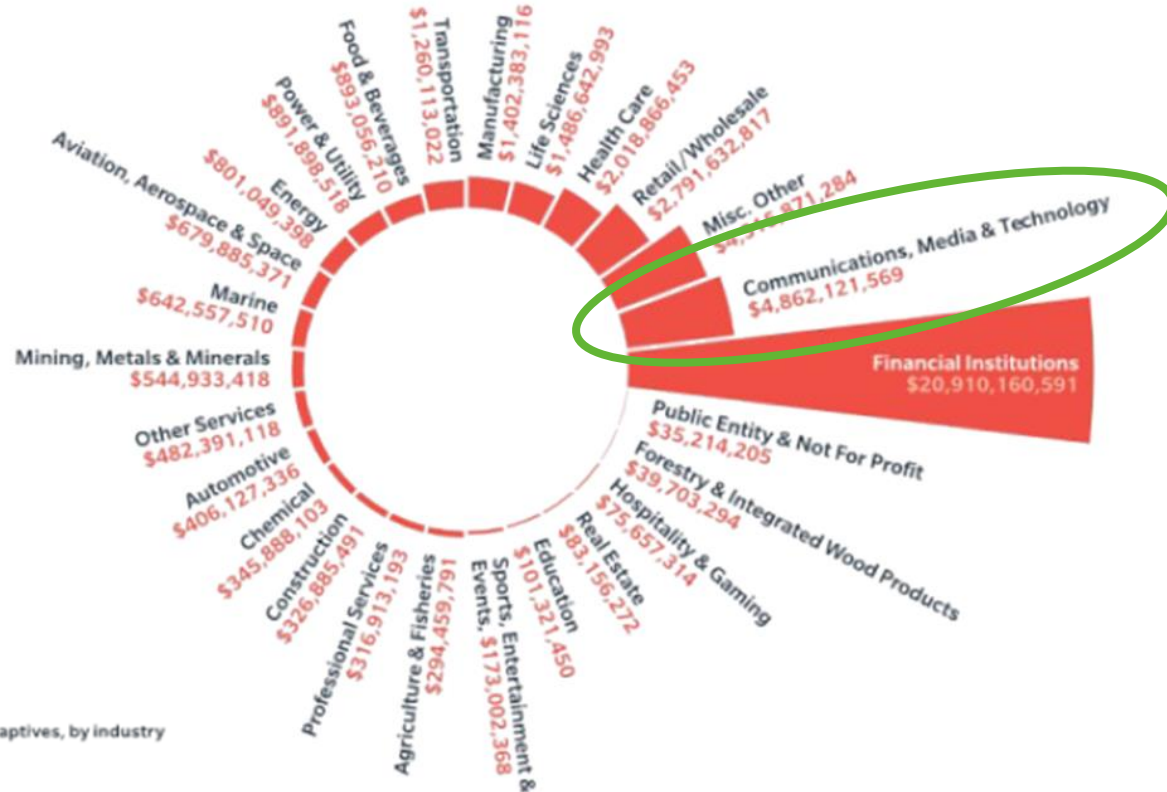 Financial Institutions
$20,910,160,591
Communications, Media & Technology
$4,862,121,569
Misc. Other
Retail/Wholesale
$2,791,632,817
Health Care
$2,018,866,453
Life Sciences
$1,486,642,993
Manufacturing
$1,402,383,116
Transportation
$1,260,113,022
Food & Beverages
$893,056,210
Power & Utility
$891,898,518
Energy
$801,049,398
Aviation, Aerospace & Space
$679,885,371
Marine
$642,557,510
Mining, Metals & Minerals
$544,933,418
Other Services
$482,391,118
Automotive
$406,127,336
Chemical
$345,888,103
Construction
$326,885,491
Professional Services
$316,913,193
Agriculture & Fisheries
$294,459,791
Sports, Entertainment &
Events, $173,002,368
Education
$101,321,450
Real Estate
$83,156,272
Hospitality & Gaming
$75,657,314
Forestry & Integrated Wood Products
$39,703,294
Public Entity & Not For Profit
$35,214,205
aptives, by industry